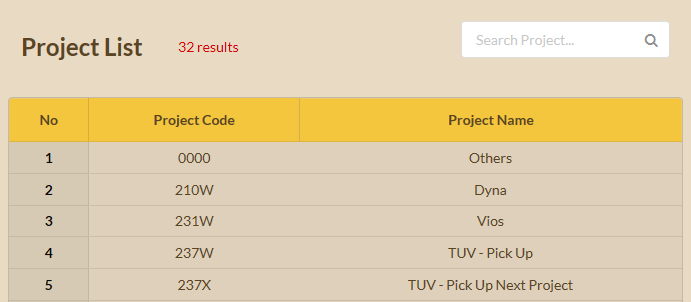 Project List 32 results Search Project...
No Project Code Project Name
1 0000 Others
2 210W Dyna
3 231W Vios
4 237W TUV - Pick Up
5 237X TUV - Pick Up Next Project